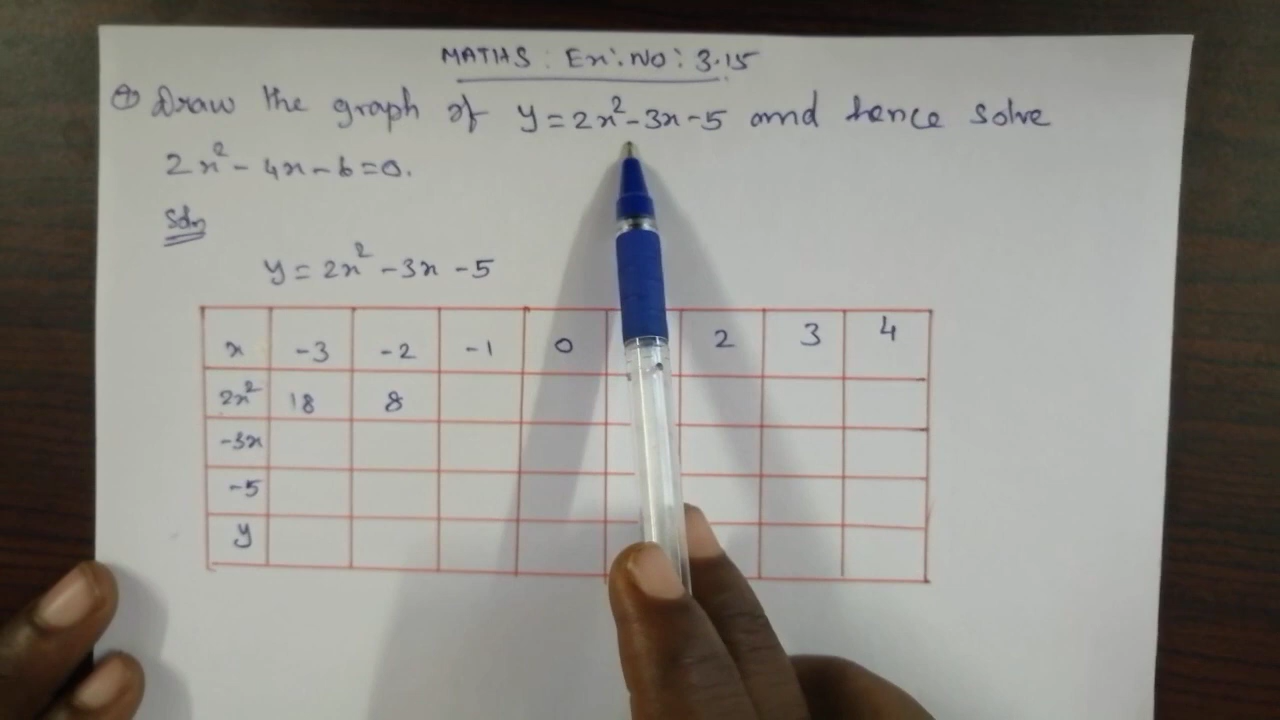 MATHS : Ex: No: 3.15
Draw the graph of y = 2x² - 3x - 5 and hence solve
2x² - 4x - 6 = 0.
Soln
y = 2x² - 3x - 5
x -3 -2 -1 0 2 3 4
2x² 18 8
-3x
-5
y